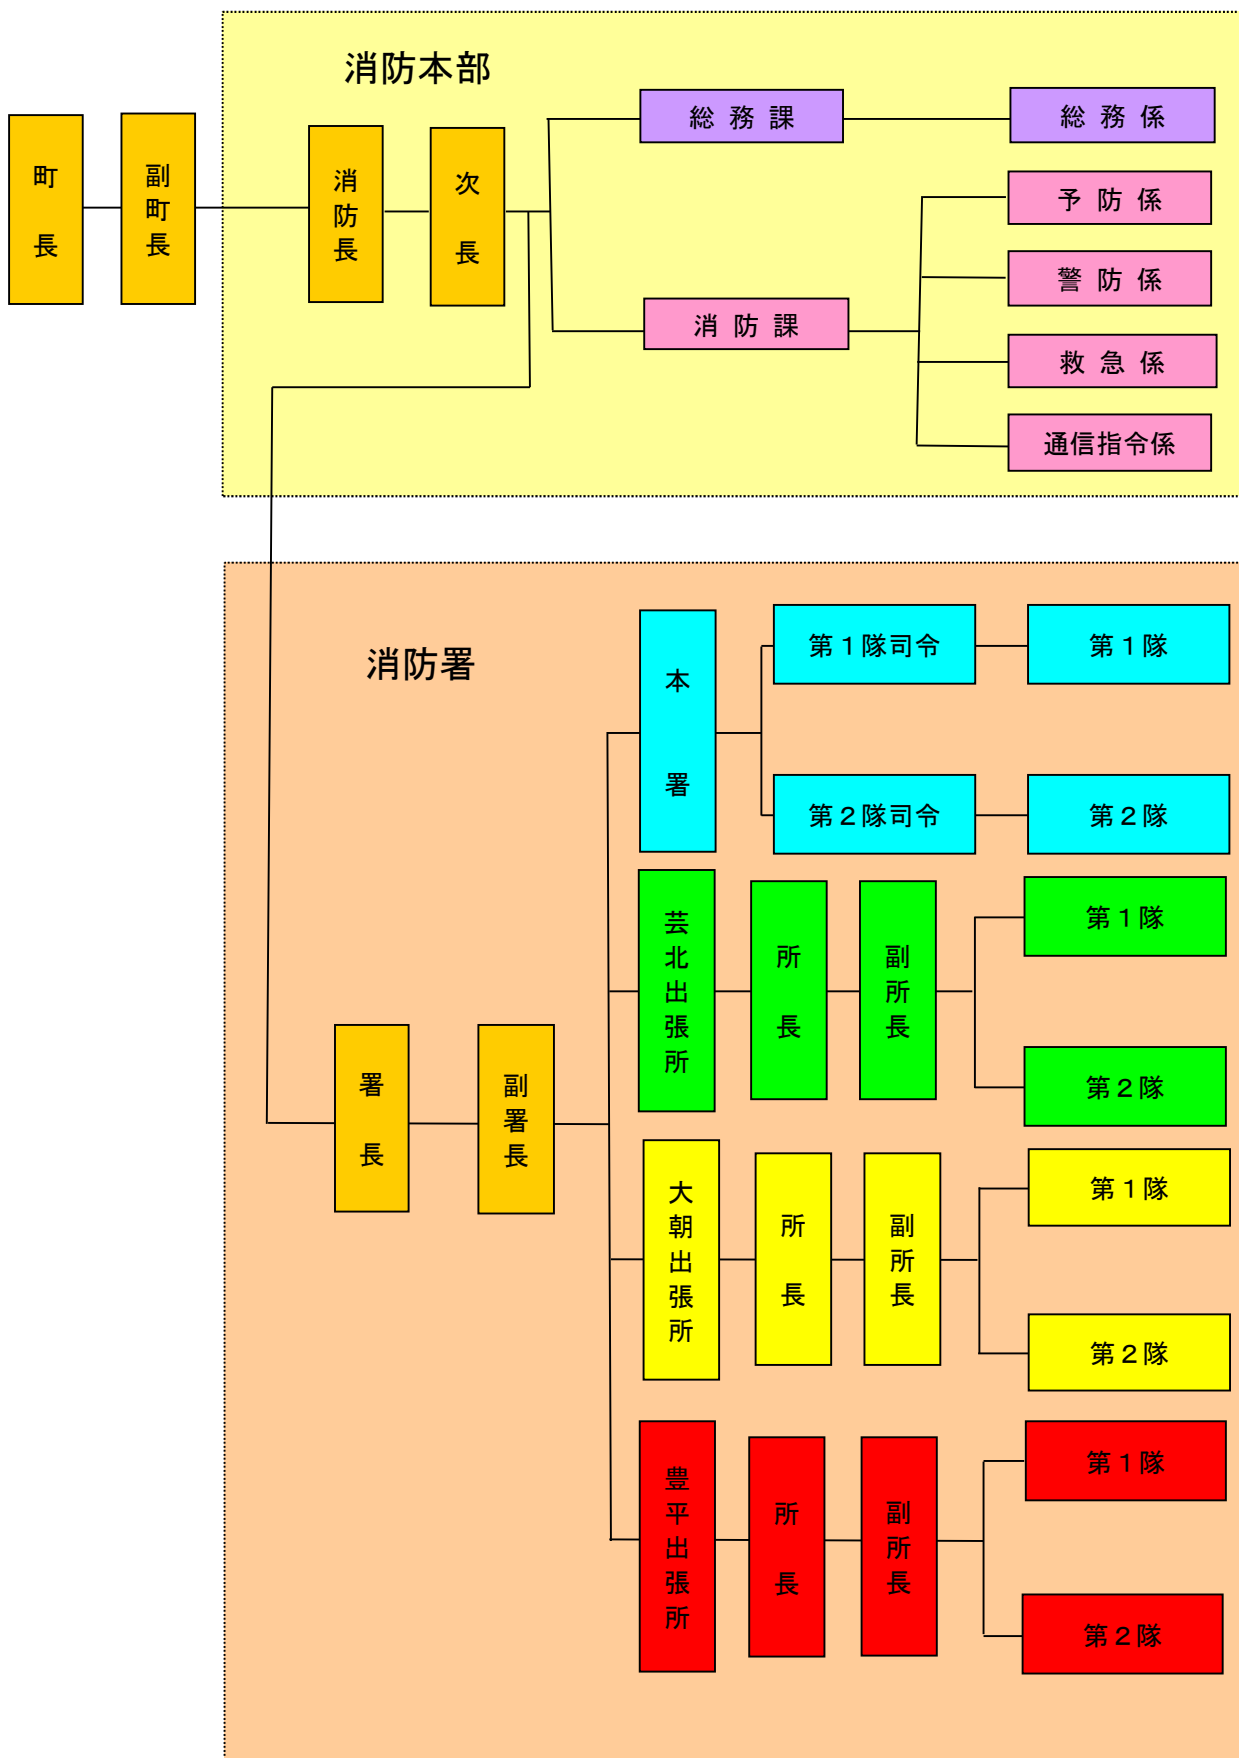 消防本部
町長
副町長
消防長
次長
総務課
総務係
消防課
予防係
警防係
救急係
通信指令係
消防署
署長
副署長
本署
第１隊司令
第１隊
第２隊司令
第２隊
芸北出張所
所長
副所長
第１隊
第２隊
大朝出張所
所長
副所長
第１隊
第２隊
豊平出張所
所長
副所長
第１隊
第２隊